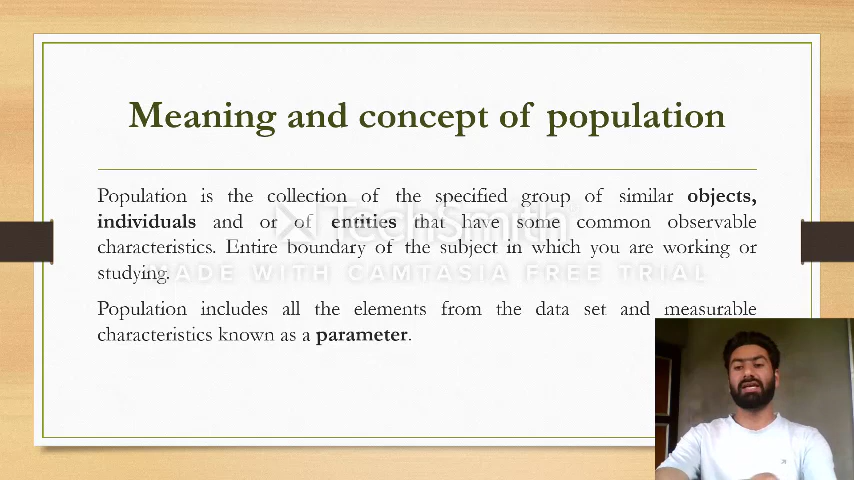 Meaning and concept of population
Population is the collection of the specified group of similar objects,
individuals and or of entities that have some common observable
characteristics. Entire boundary of the subject in which you are working or
studying.
Population includes all the elements from the data set and measurable
characteristics known as a parameter.
TechSmith
MADE WITH CAMTASIA FREE TRIAL